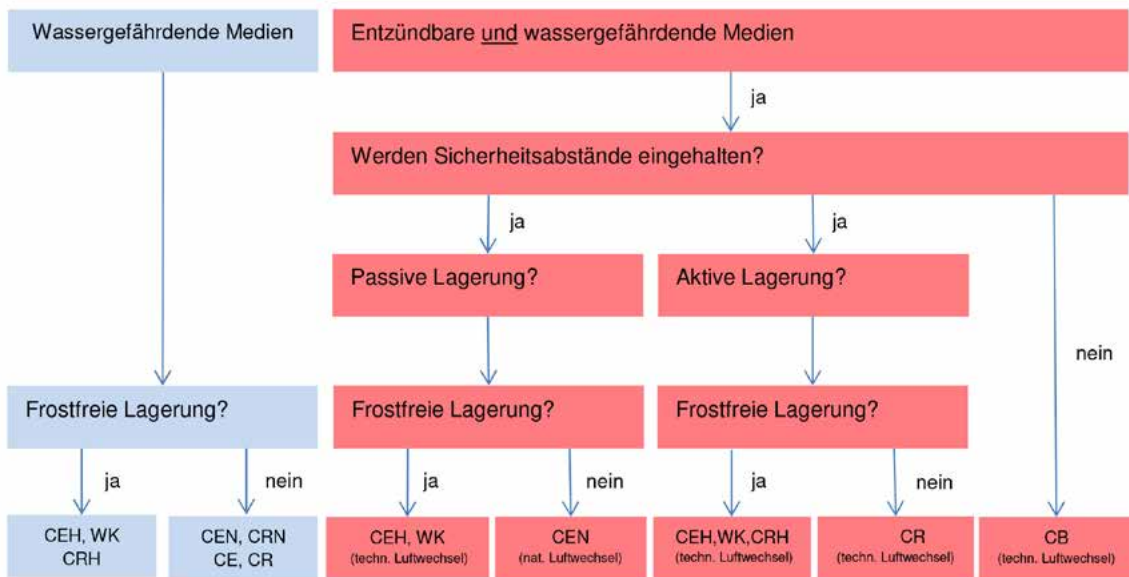 Wassergefährdende Medien
Entzündbare und wassergefährdende Medien
ja
Werden Sicherheitsabstände eingehalten?
ja
ja
Passive Lagerung?
Aktive Lagerung?
nein
Frostfreie Lagerung?
Frostfreie Lagerung?
Frostfreie Lagerung?
ja
nein
ja
nein
ja
nein
CEH, WK
CRH
CEN, CRN
CE, CR
CEH, WK
(techn. Luftwechsel)
CEN
(nat. Luftwechsel)
CEH,WK,CRH
(techn. Luftwechsel)
CR
(techn. Luftwechsel)
CB
(techn. Luftwechsel)